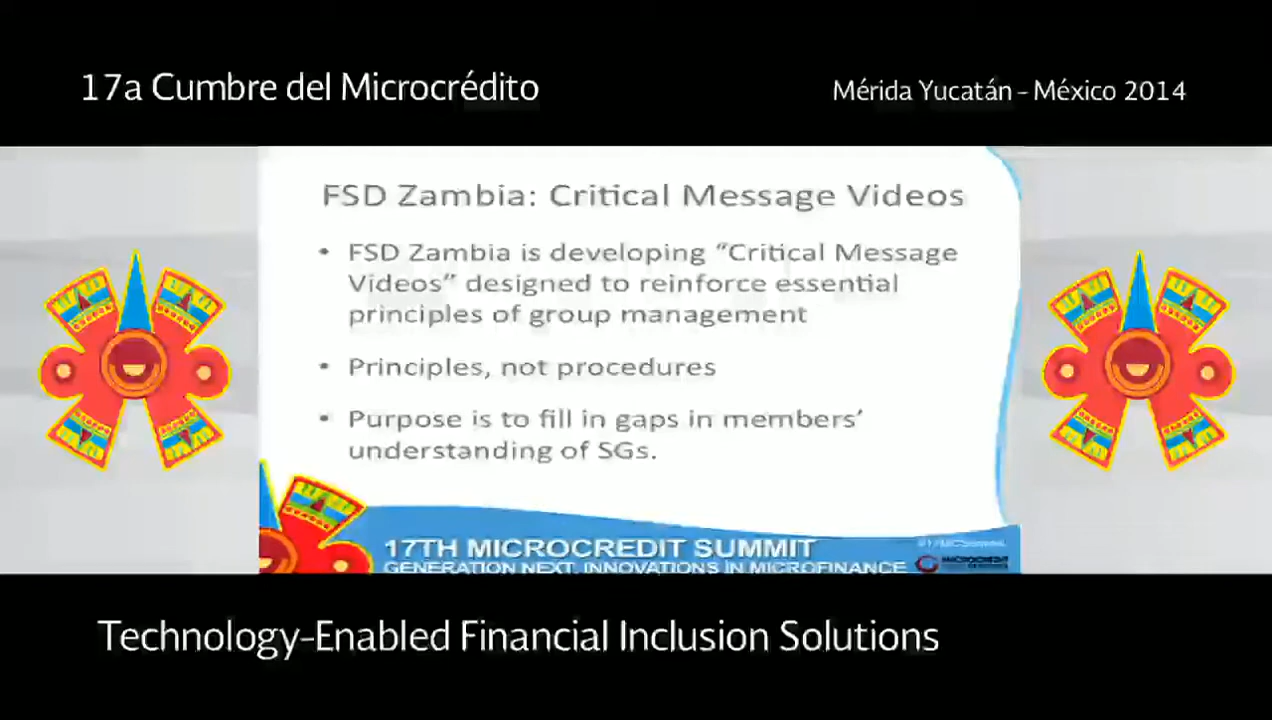 17a Cumbre del Microcrédito
Mérida Yucatán - México 2014
FSD Zambia: Critical Message Videos
• FSD Zambia is developing “Critical Message
Videos” designed to reinforce essential
principles of group management
• Principles, not procedures
• Purpose is to fill in gaps in members’
understanding of SGs.
17TH MICROCREDIT SUMMIT
GENERATION NEXT: INNOVATIONS IN MICROFINANCE
MICROCREDIT
Technology-Enabled Financial Inclusion Solutions